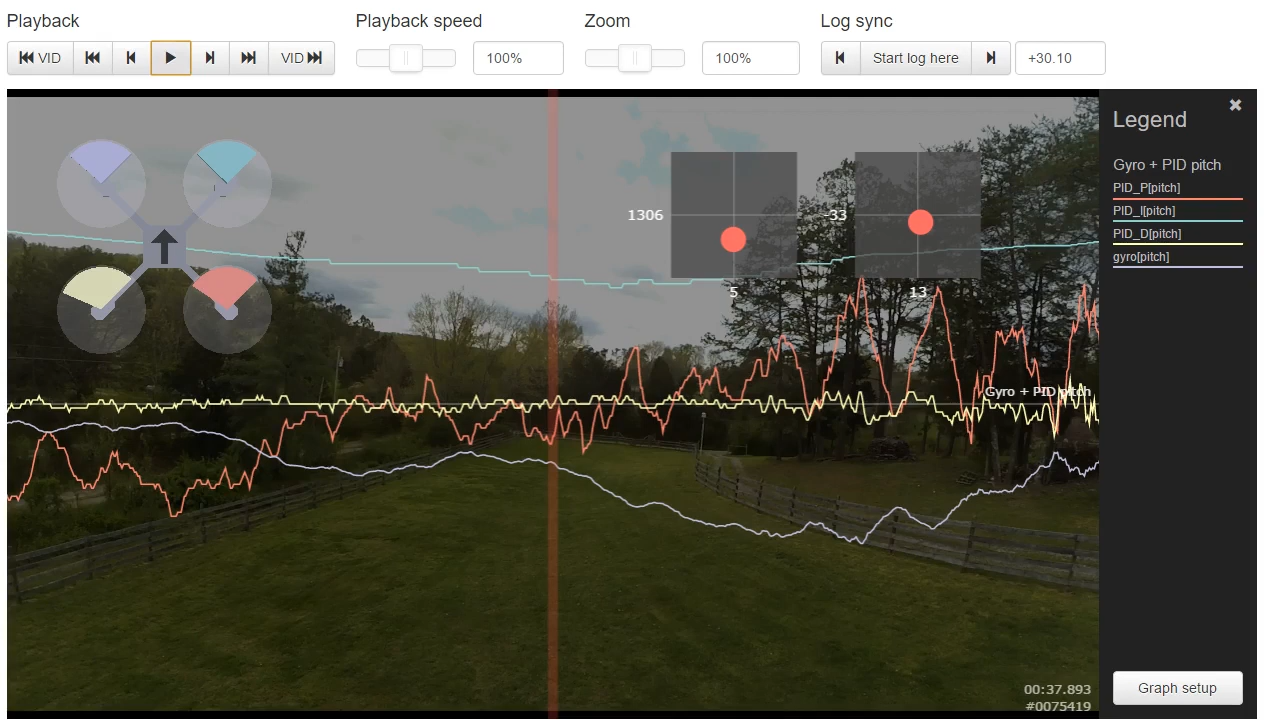 Playback
Playback speed
Zoom
Log sync
VID
VID
100%
100%
Start log here
+30.10
Legend
Gyro + PID pitch
PID_P[pitch]
PID_I[pitch]
PID_D[pitch]
gyro[pitch]
1306
-33
5
13
Gyro + PID pitch
Graph setup
00:37.893
#0075419